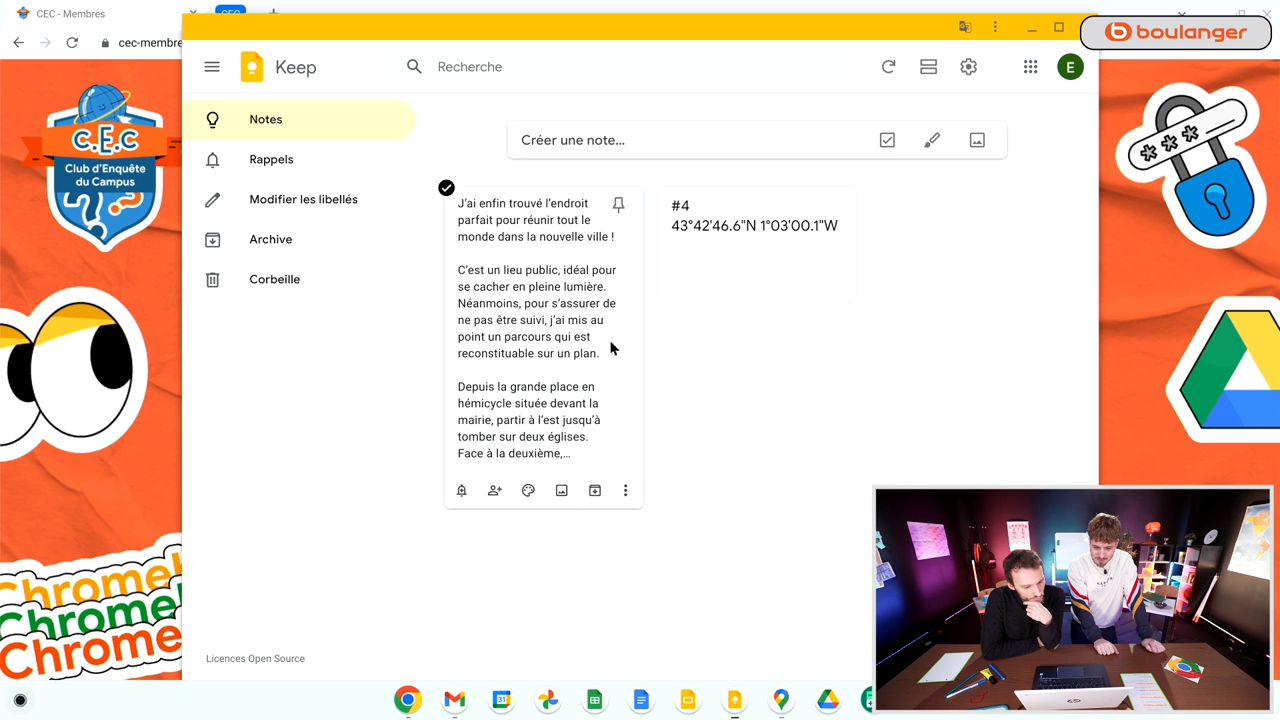 CEC - Membres
CEC
cec-membre
boulanger
Keep
Recherche
E
C.E.C
Club d'Enquête
du Campus
Notes
Rappels
Modifier les libellés
Archive
Corbeille
Créer une note...
J'ai enfin trouvé l'endroit
parfait pour réunir tout le
monde dans la nouvelle ville !
C'est un lieu public, idéal pour
se cacher en pleine lumière.
Néanmoins, pour s'assurer de
ne pas être suivi, j'ai mis au
point un parcours qui est
reconstituable sur un plan.
Depuis la grande place en
hémicycle située devant la
mairie, partir à l'est jusqu'à
tomber sur deux églises.
Face à la deuxième,...
#4
43°42'46.6"N 1°03'00.1"W
Chrome
Chrome
Chrome
Licences Open Source
31